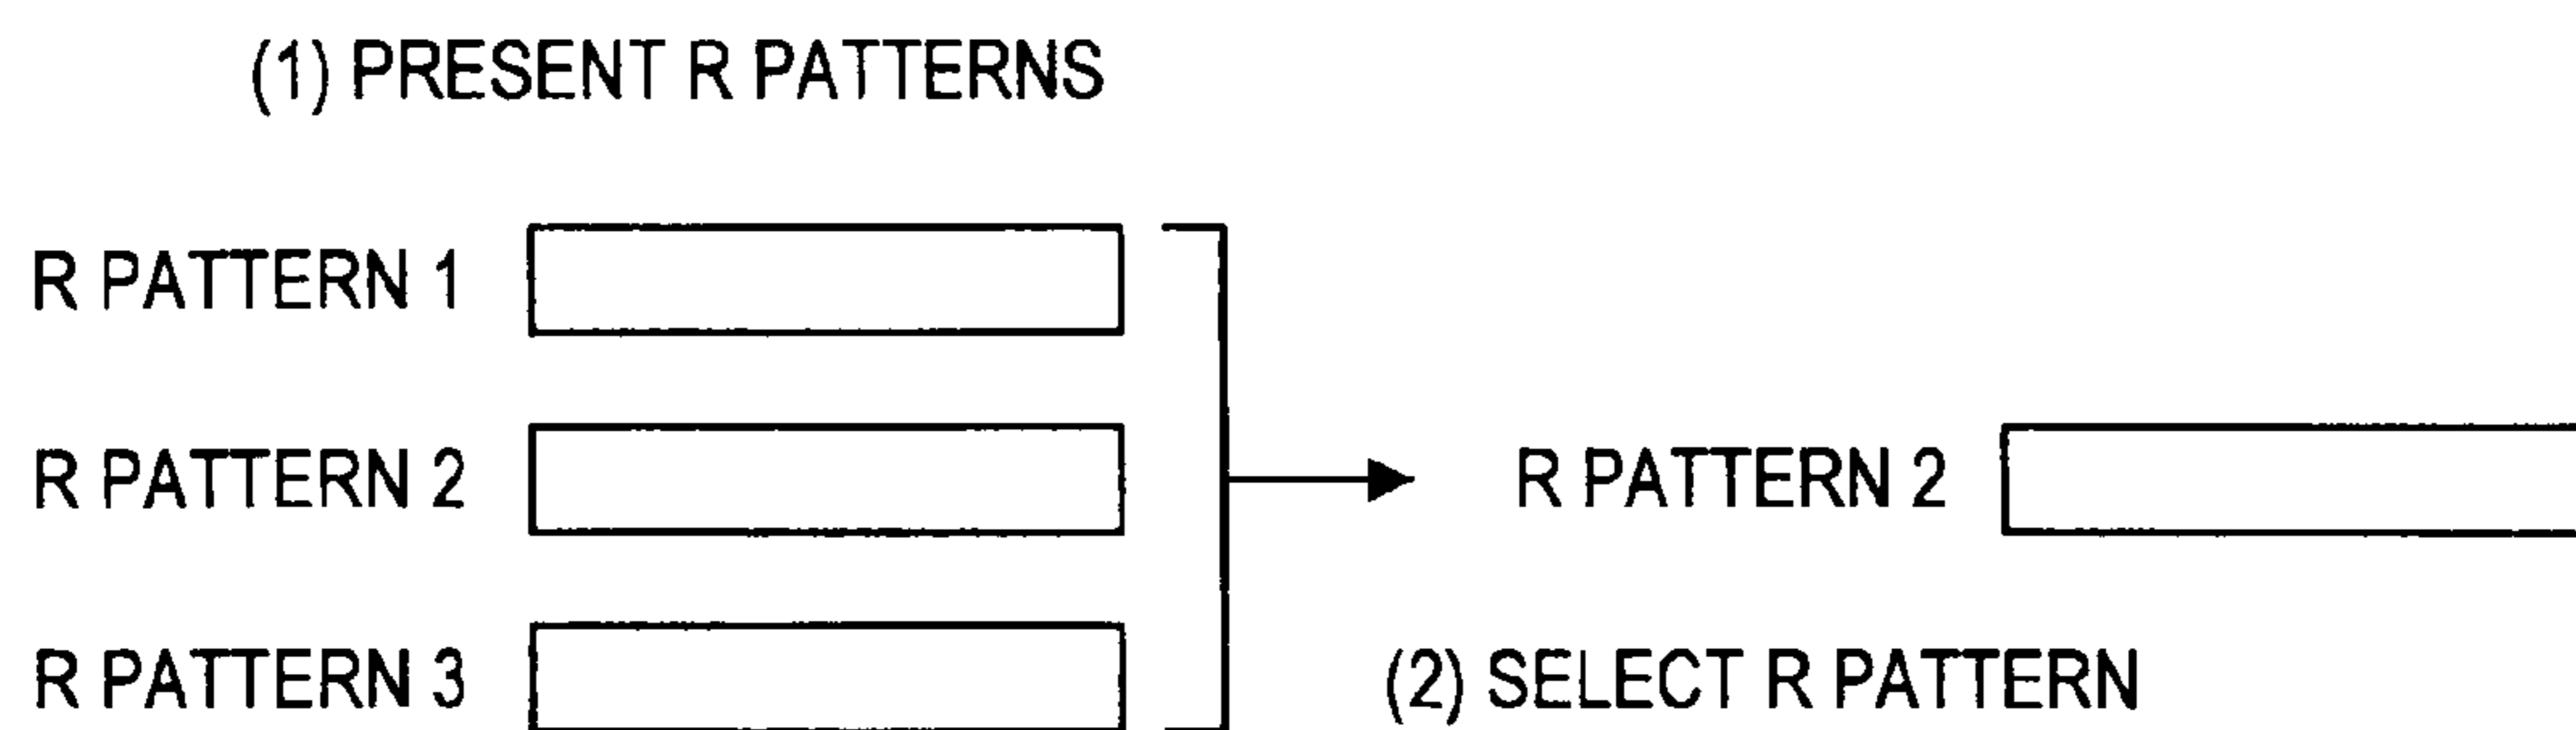 (1) PRESENT R PATTERNS
R PATTERN 1
R PATTERN 2
R PATTERN 3
R PATTERN 2
(2) SELECT R PATTERN